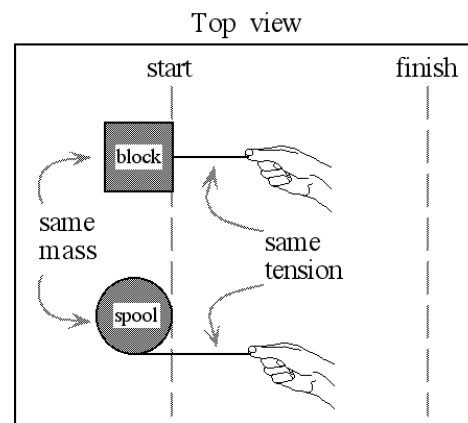 Top view
start
finish
block
same
mass
same
tension
spool